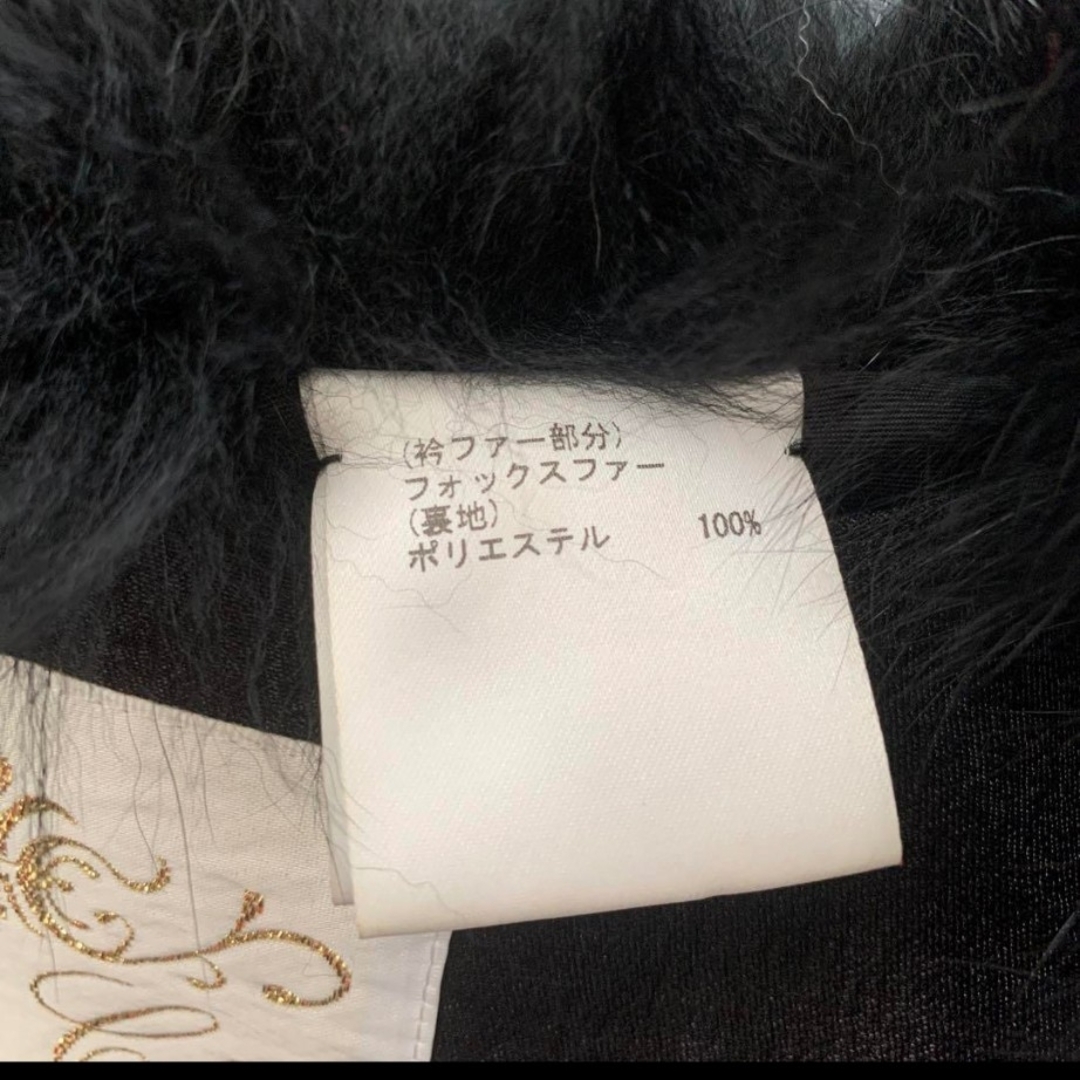 (衿ファー部分)
フォックスファー
(裏地)
ポリエステル 100%